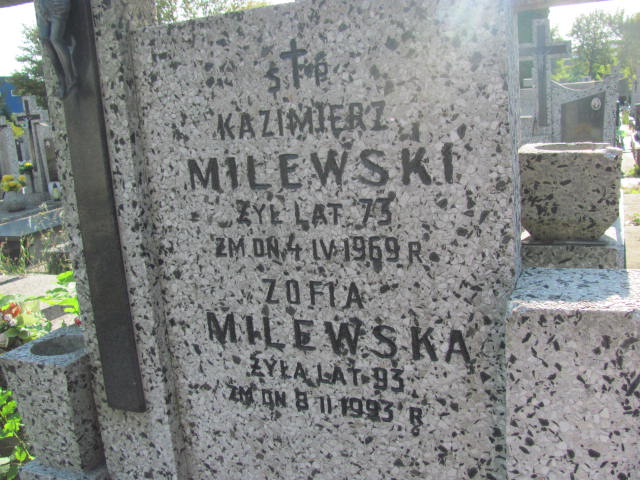 Ś†P
KAZIMIERZ
MILEWSKI
ŻYŁ LAT 73
ZM DN 4 IV 1969 R
ZOFIA
MILEWSKA
ŻYŁA LAT 93
ZM DN 8 II 1993 R